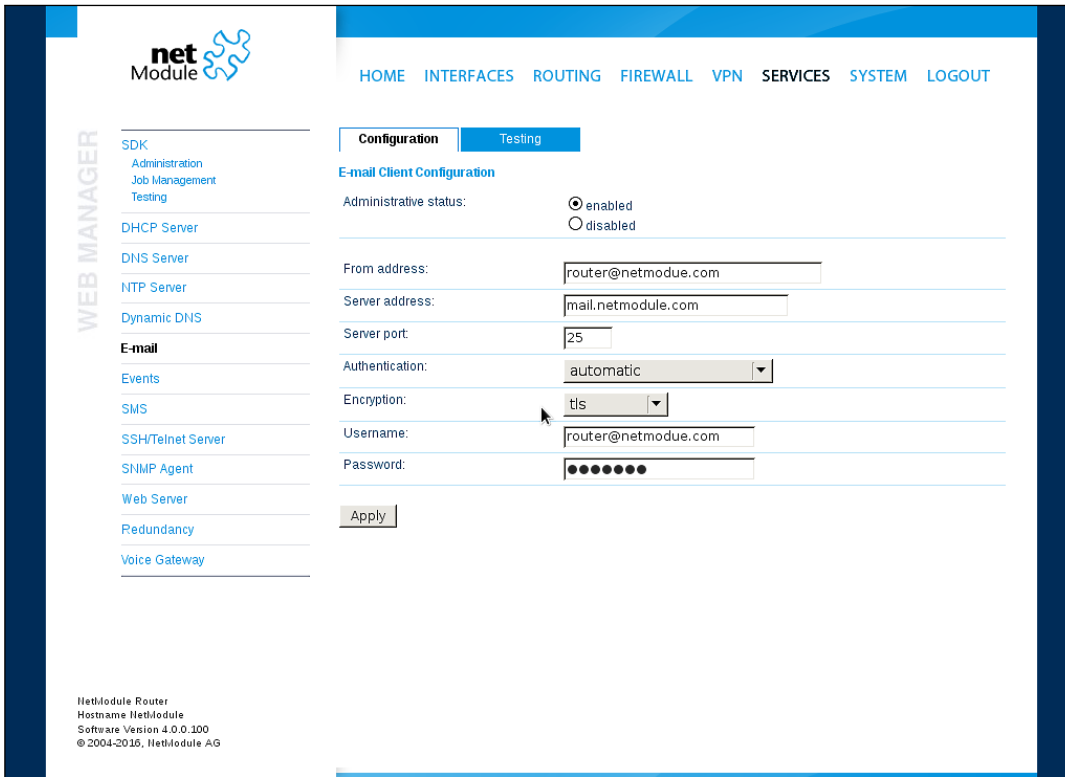 net
Module
HOME INTERFACES ROUTING FIREWALL VPN SERVICES SYSTEM LOGOUT
WEB MANAGER
SDK
Administration
Job Management
Testing
DHCP Server
DNS Server
NTP Server
Dynamic DNS
E-mail
Events
SMS
SSH/Telnet Server
SNMP Agent
Web Server
Redundancy
Voice Gateway
Configuration Testing
E-mail Client Configuration
Administrative status: enabled
disabled
From address: router@netmodue.com
Server address: mail.netmodule.com
Server port: 25
Authentication: automatic
Encryption: tls
Username: router@netmodue.com
Password: ●●●●●●●
Apply
NetModule Router
Hostname NetModule
Software Version 4.0.0.100
© 2004-2016, NetModule AG